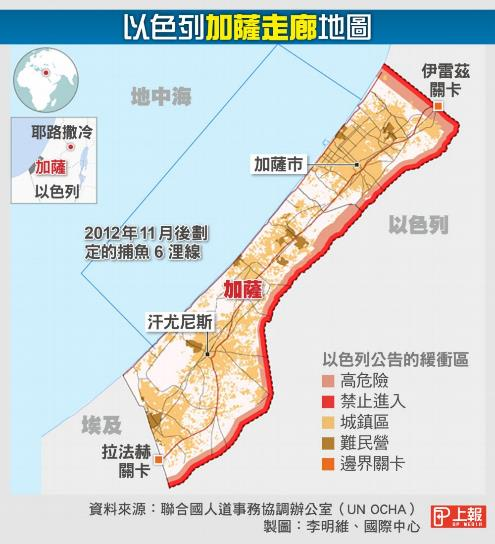 以色列加薩走廊地圖
伊雷茲
關卡
地中海
耶路撒冷
加薩
以色列
加薩市
以色列
2012年11月後劃
定的捕魚6浬線
加薩
汗尤尼斯
以色列公告的緩衝區
高危險
禁止進入
城鎮區
難民營
邊界關卡
埃及
拉法赫
關卡
資料來源：聯合國人道事務協調辦公室（UN OCHA）
製圖：李明維、國際中心
上報
UP MEDIA